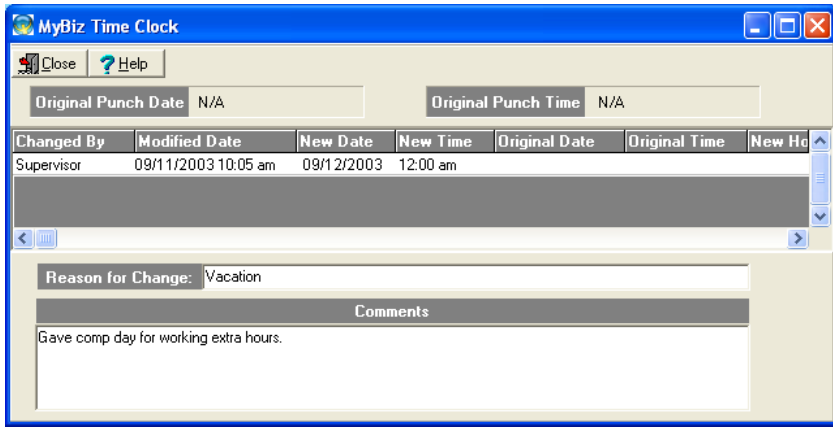 MyBiz Time Clock
Close Help
Original Punch Date N/A Original Punch Time N/A
Changed By Modified Date New Date New Time Original Date Original Time New Ho
Supervisor 09/11/2003 10:05 am 09/12/2003 12:00 am
Reason for Change: Vacation
Comments
Gave comp day for working extra hours.